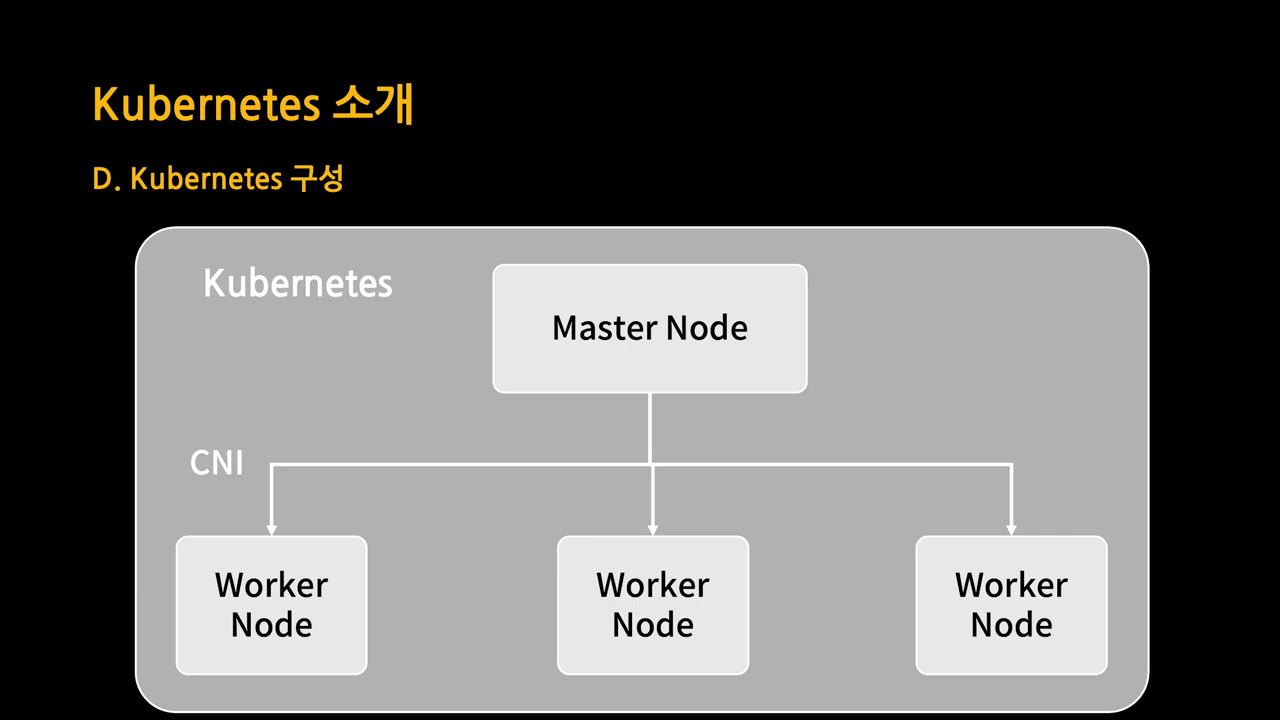 Kubernetes 소개
D. Kubernetes 구성
Kubernetes
Master Node
CNI
Worker
Node
Worker
Node
Worker
Node